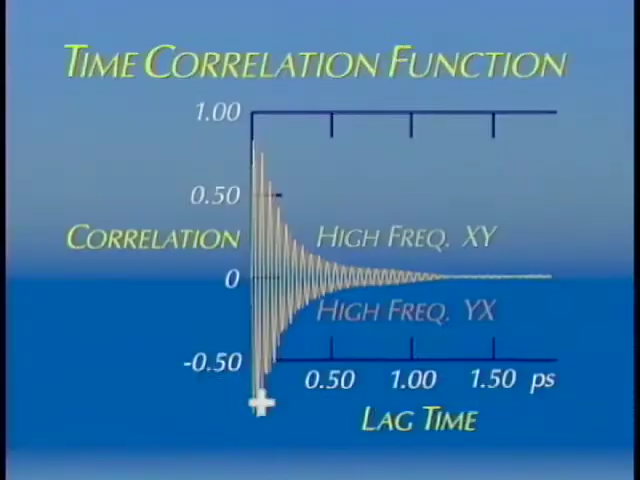 TIME CORRELATION FUNCTION
1.00
0.50
CORRELATION
HIGH FREQ. XY
0
HIGH FREQ. YX
-0.50
0.50 1.00 1.50 ps
LAG TIME